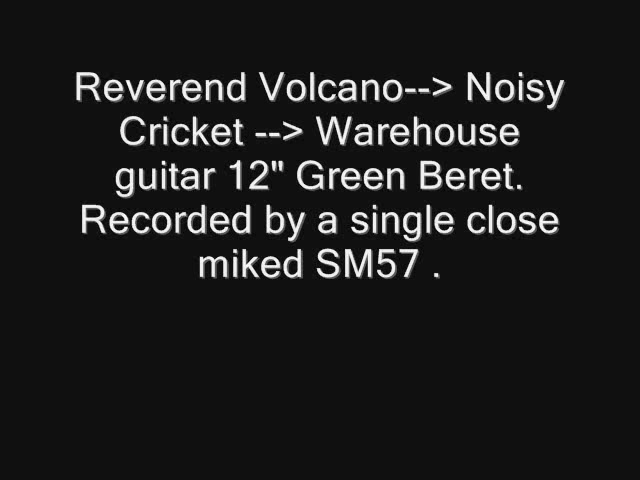 Reverend Volcano--> Noisy
Cricket --> Warehouse
guitar 12" Green Beret.
Recorded by a single close
miked SM57 .